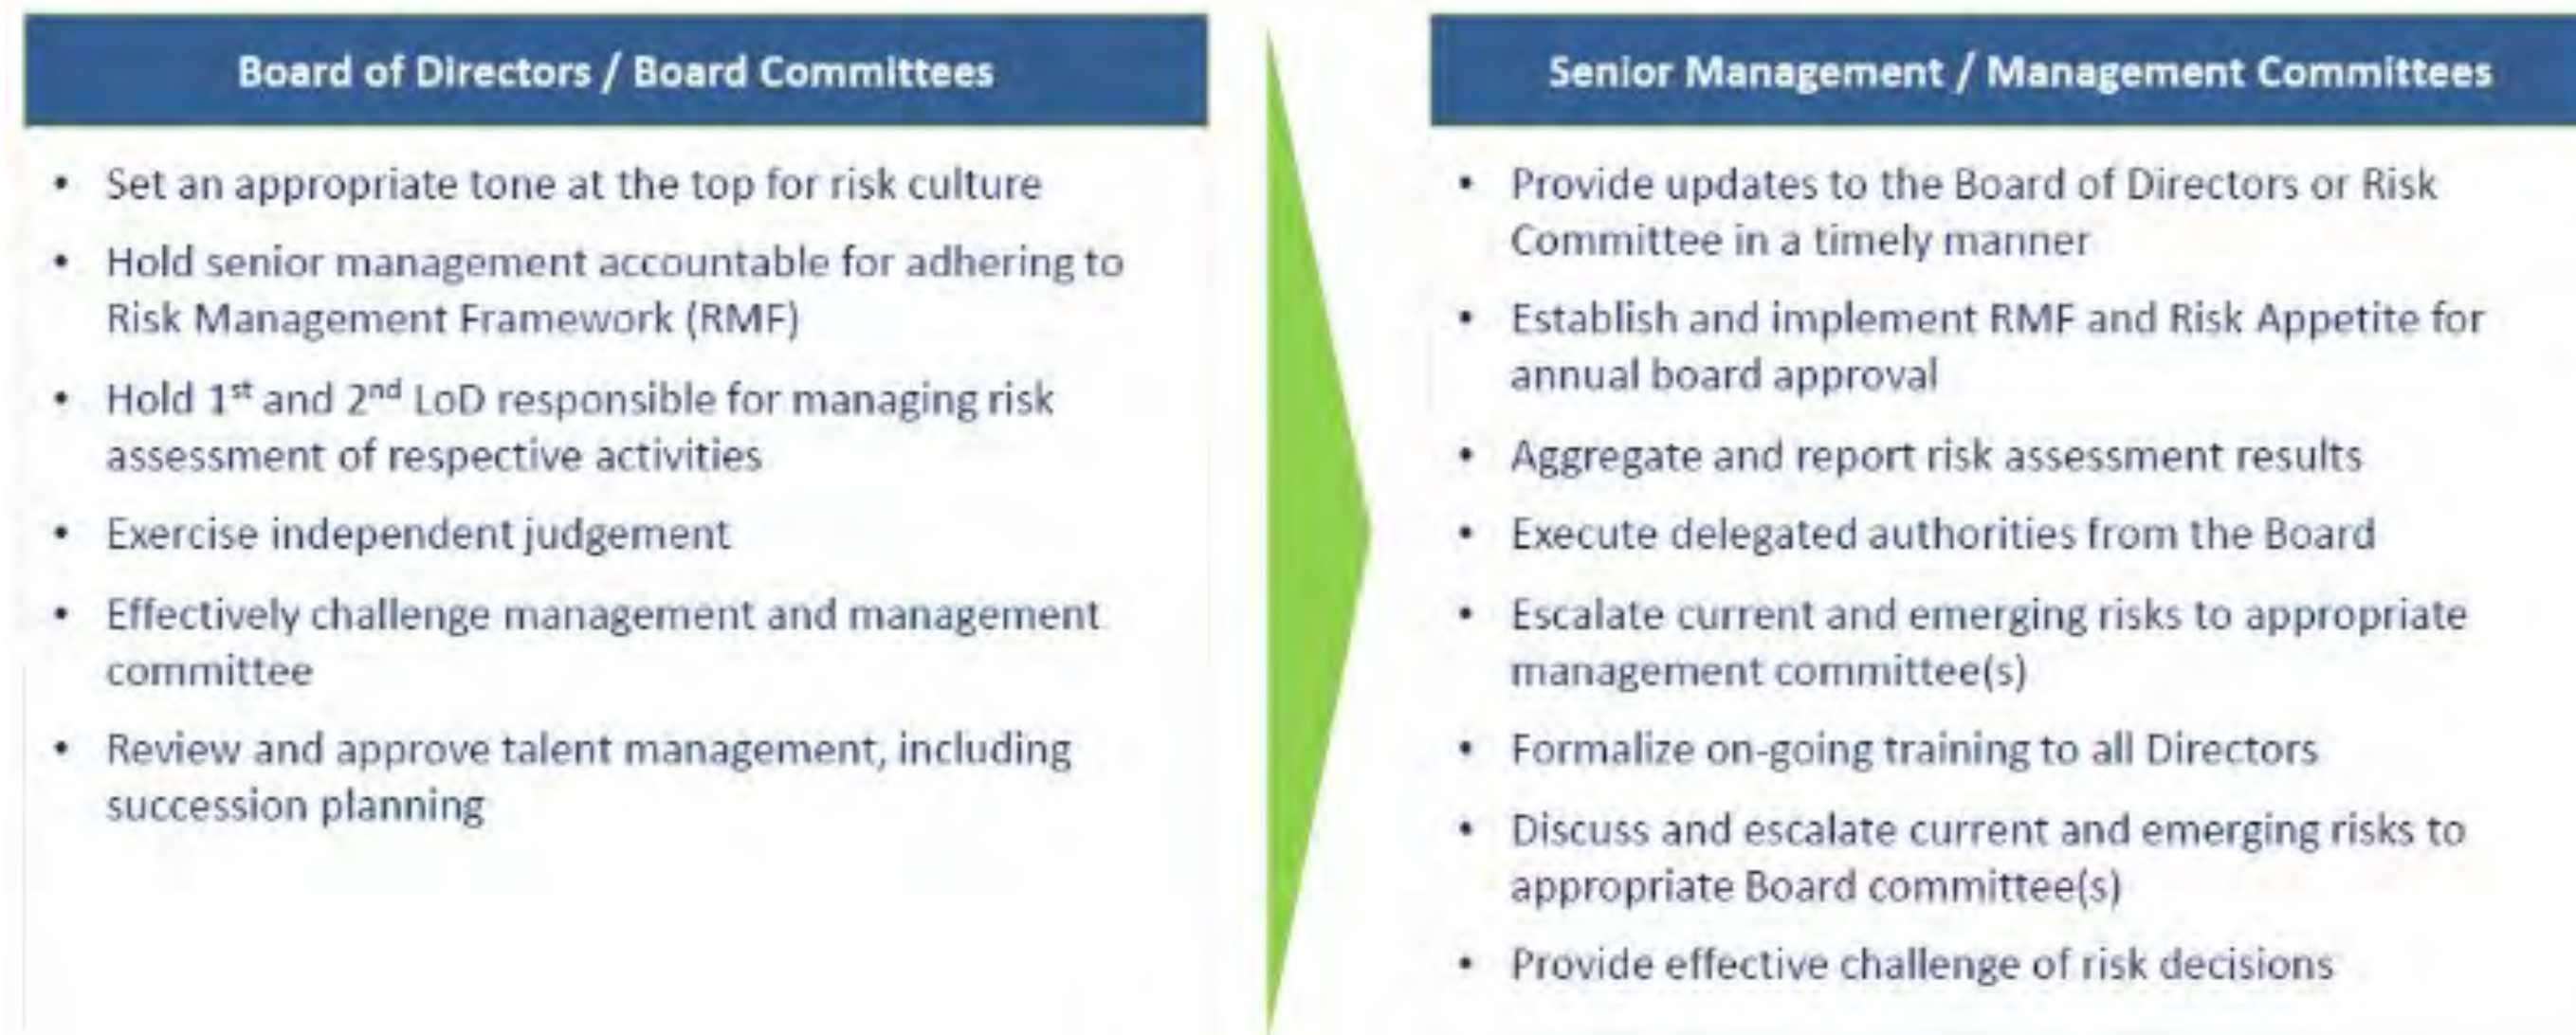 Board of Directors / Board Committees
• Set an appropriate tone at the top for risk culture
• Hold senior management accountable for adhering to
Risk Management Framework (RMF)
• Hold 1st and 2nd LoD responsible for managing risk
assessment of respective activities
• Exercise independent judgement
• Effectively challenge management and management
committee
• Review and approve talent management, including
succession planning
Senior Management / Management Committees
• Provide updates to the Board of Directors or Risk
Committee in a timely manner
• Establish and implement RMF and Risk Appetite for
annual board approval
• Aggregate and report risk assessment results
• Execute delegated authorities from the Board
• Escalate current and emerging risks to appropriate
management committee(s)
• Formalize on-going training to all Directors
• Discuss and escalate current and emerging risks to
appropriate Board committee(s)
• Provide effective challenge of risk decisions